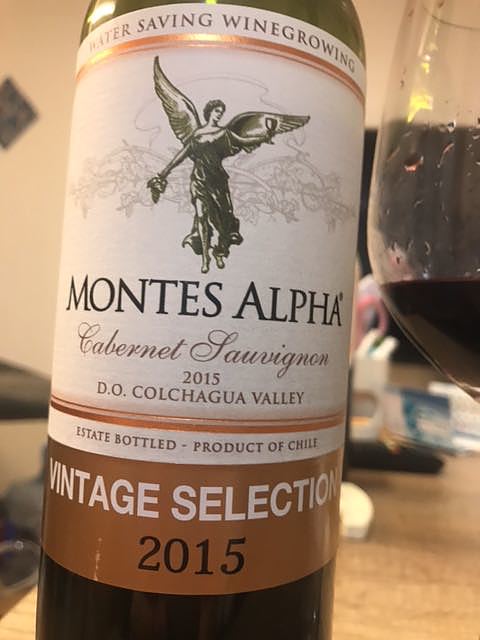 WATER SAVING WINEGROWING
MONTES ALPHA®
Cabernet Sauvignon
2015
D.O. COLCHAGUA VALLEY
ESTATE BOTTLED - PRODUCT OF CHILE
VINTAGE SELECTION
2015